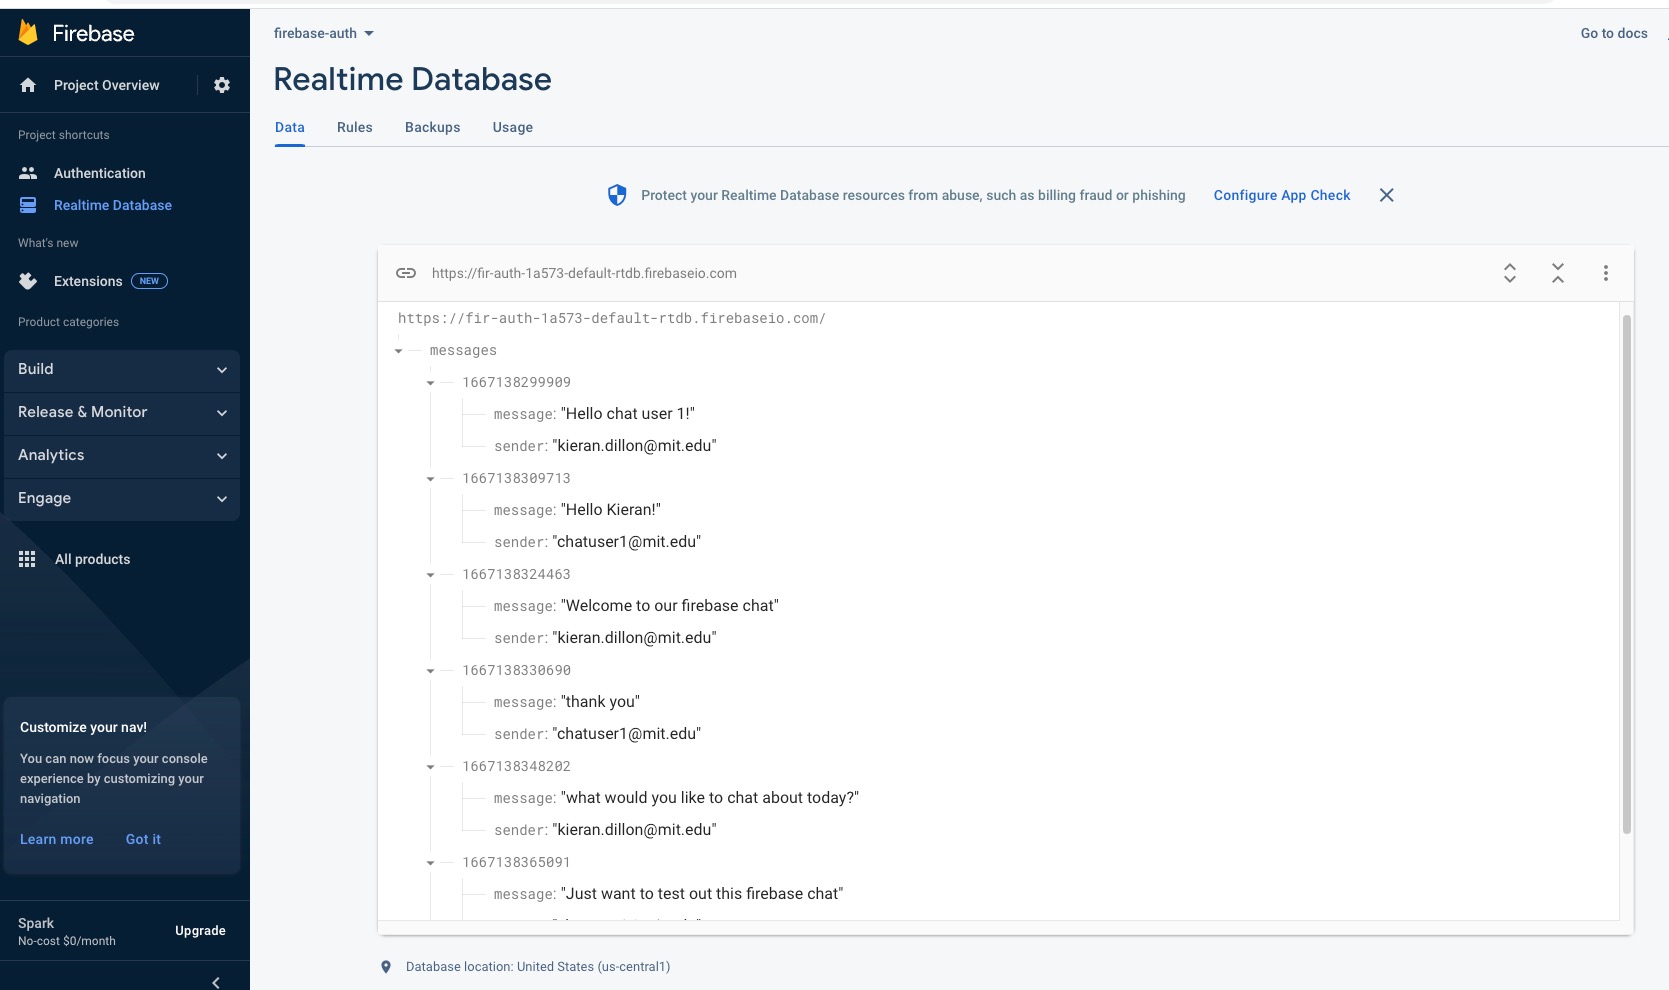 Firebase
Project Overview
Project shortcuts
Authentication
Realtime Database
What's new
Extensions NEW
Product categories
Build
Release & Monitor
Analytics
Engage
All products
Customize your nav!
You can now focus your console
experience by customizing your
navigation
Learn more Got it
Spark
No-cost $0/month
Upgrade
firebase-auth
Go to docs
Realtime Database
Data Rules Backups Usage
Protect your Realtime Database resources from abuse, such as billing fraud or phishing Configure App Check
https://fir-auth-1a573-default-rtdb.firebaseio.com
https://fir-auth-1a573-default-rtdb.firebaseio.com/
messages
1667138299909
message: "Hello chat user 1!"
sender: "kieran.dillon@mit.edu"
1667138309713
message: "Hello Kieran!"
sender: "chatuser1@mit.edu"
1667138324463
message: "Welcome to our firebase chat"
sender: "kieran.dillon@mit.edu"
1667138330690
message: "thank you"
sender: "chatuser1@mit.edu"
1667138348202
message: "what would you like to chat about today?"
sender: "kieran.dillon@mit.edu"
1667138365091
message: "Just want to test out this firebase chat"
Database location: United States (us-central1)